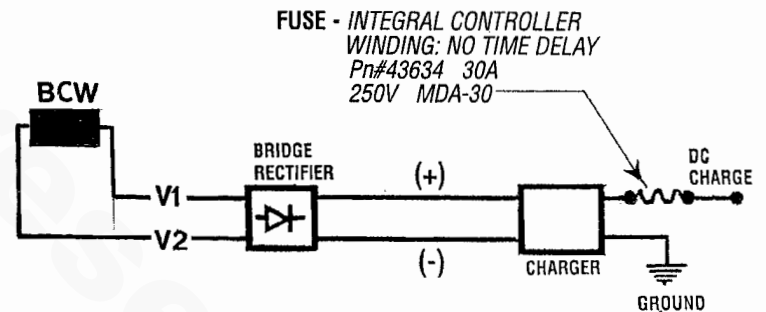 FUSE - INTEGRAL CONTROLLER
WINDING: NO TIME DELAY
Pn#43634 30A
250V MDA-30
BCW
BRIDGE
RECTIFIER
(+)
DC
CHARGE
V1
V2
(-)
CHARGER
GROUND